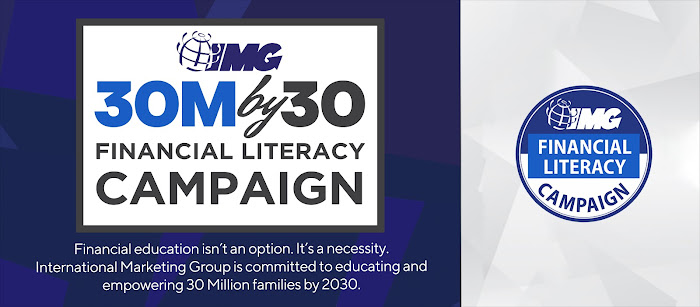 IMG
30M by 30
FINANCIAL LITERACY
CAMPAIGN
Financial education isn't an option. It's a necessity.
International Marketing Group is committed to educating and
empowering 30 Million families by 2030.
IMG
FINANCIAL
LITERACY
CAMPAIGN